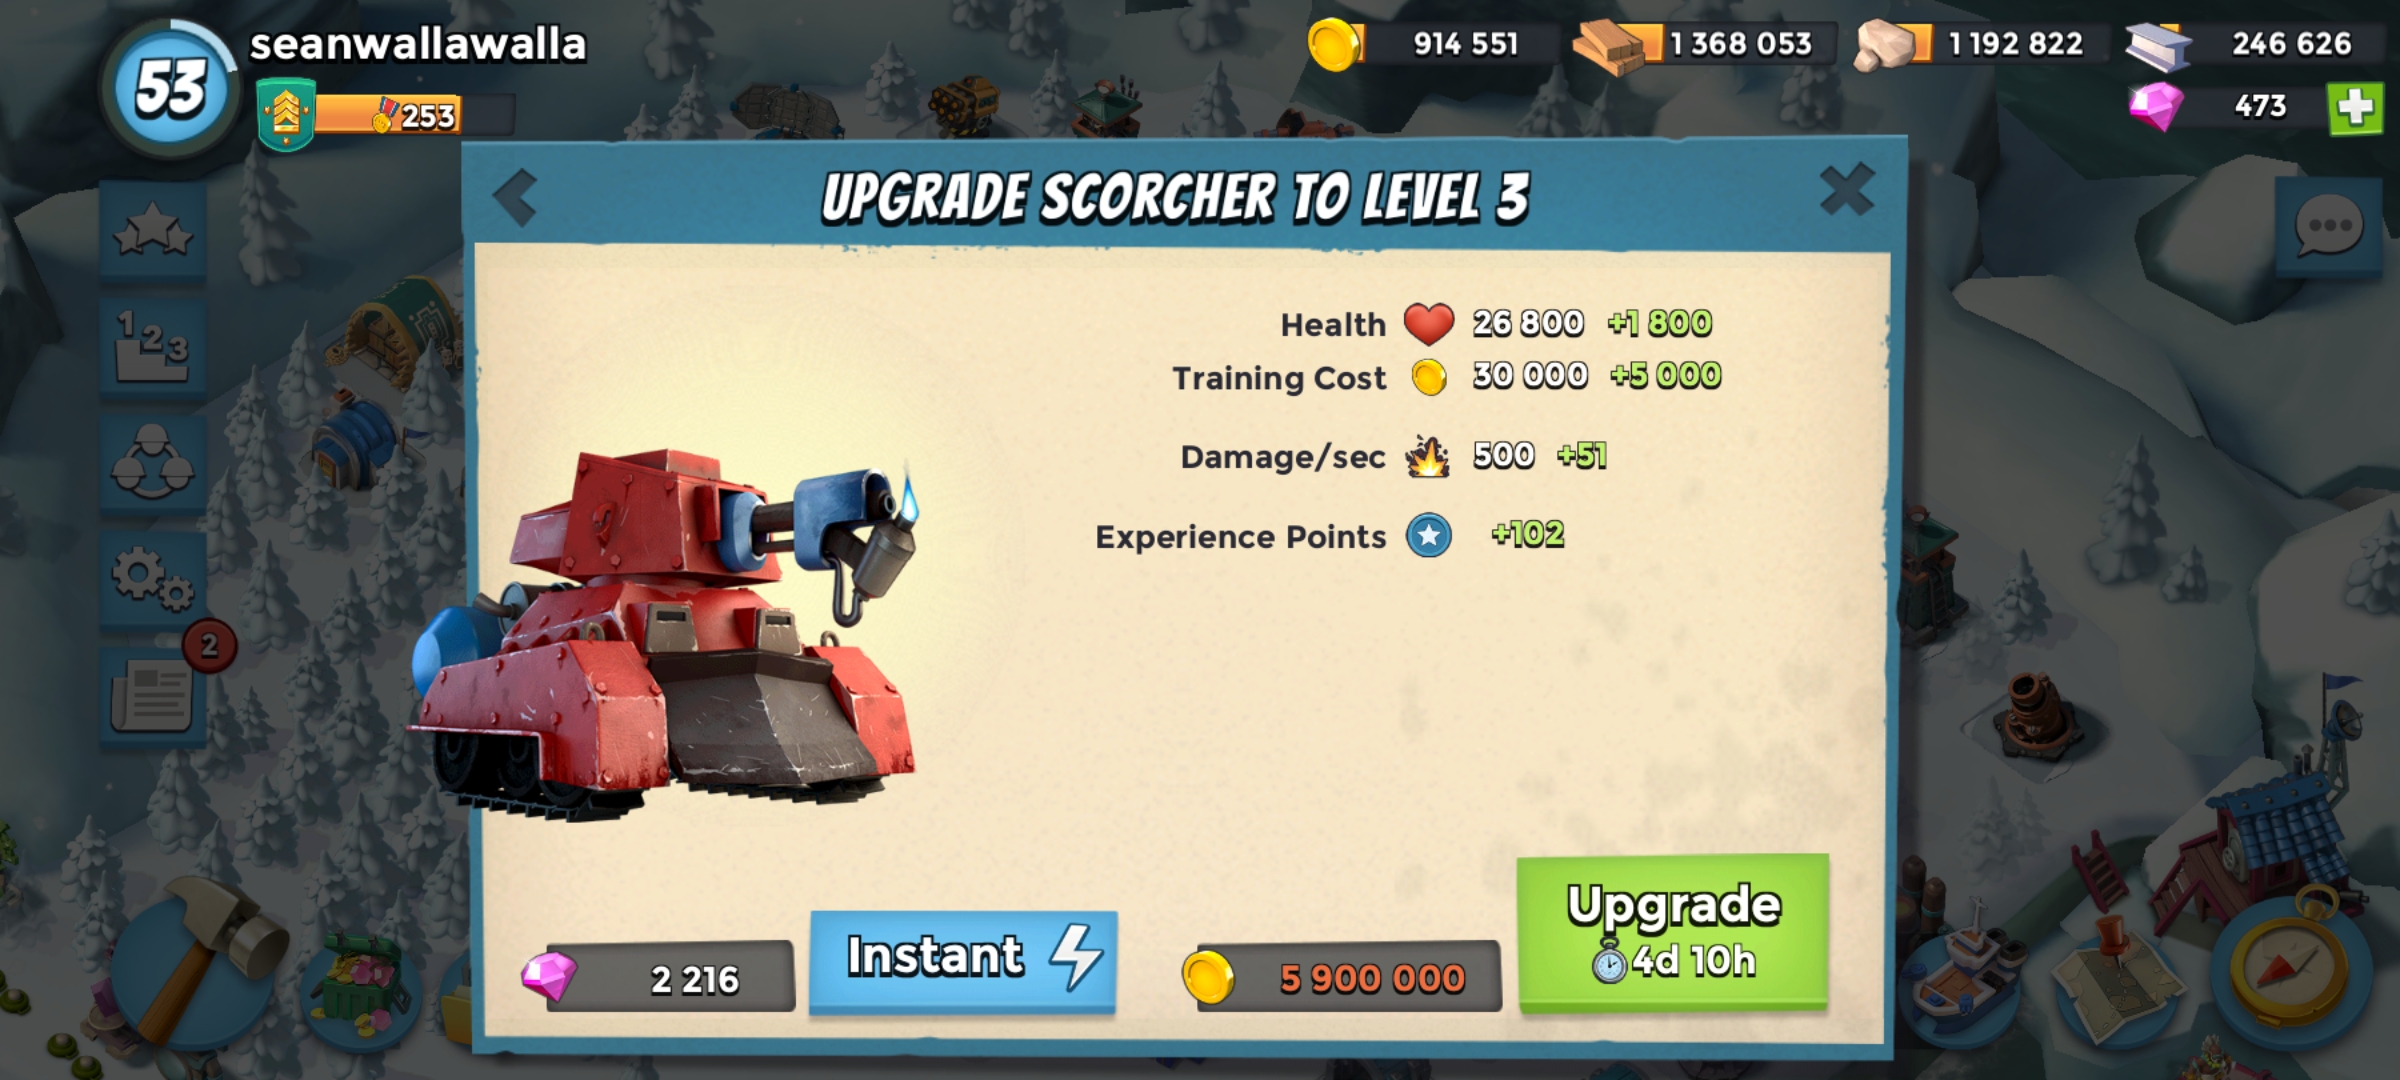 53
seanwallawalla
253
914 551
1 368 053
1 192 822
246 626
473
UPGRADE SCORCHER TO LEVEL 3
Health 26 800 +1 800
Training Cost 30 000 +5 000
Damage/sec 500 +51
Experience Points +102
1 2 3
2
2 216
Instant
5 900 000
Upgrade
4d 10h